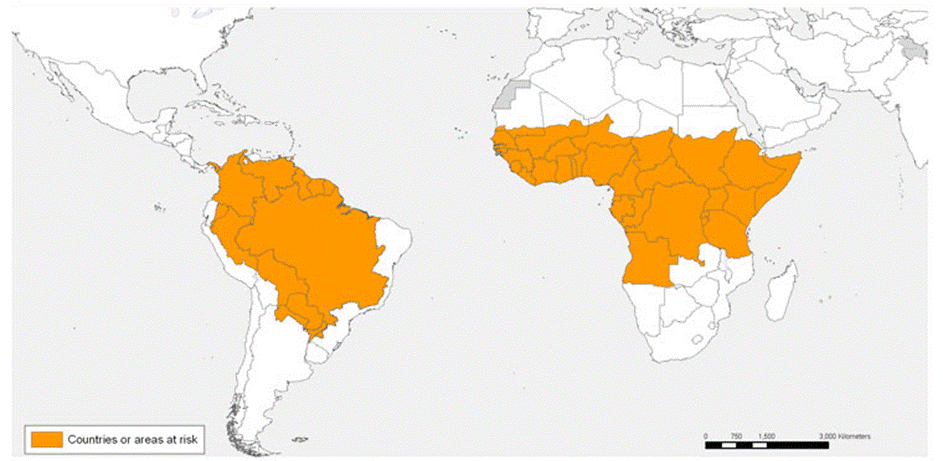 Countries or areas at risk
0 750 1,500 3,000 Kilometers